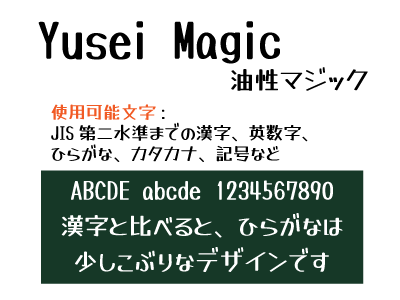 Yusei Magic
油性マジック
使用可能文字：
JIS第二水準までの漢字、英数字、
ひらがな、カタカナ、記号など
ABCDE abcde 1234567890
漢字と比べると、ひらがなは
少しこぶりなデザインです